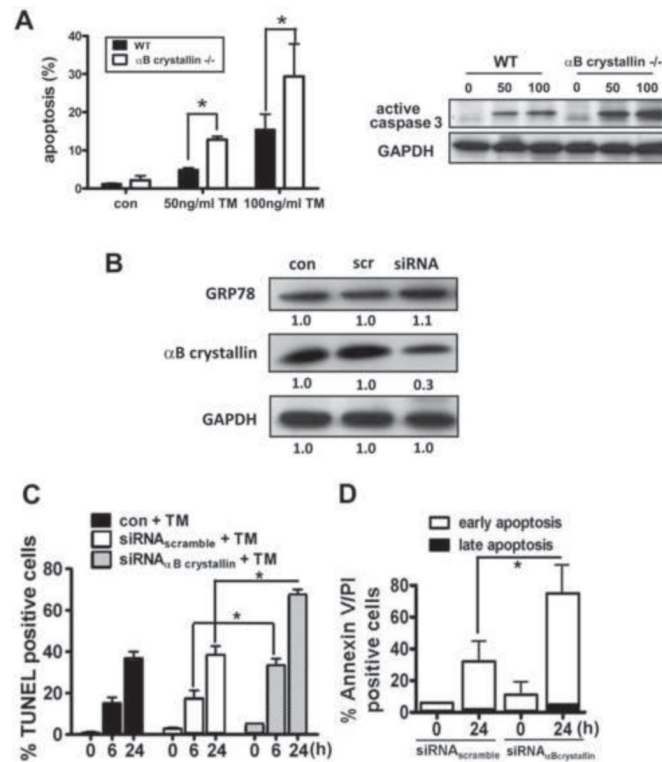 A
apoptosis (%)
40
30
20
10
0
WT
αB crystallin -/-
*
*
con
50ng/ml TM
100ng/ml TM
WT
αB crystallin -/-
0 50 100 0 50 100
active
caspase 3
GAPDH
B
con scr siRNA
GRP78
1.0 1.0 1.1
αB crystallin
1.0 1.0 0.3
GAPDH
1.0 1.0 1.0
C
con + TM
siRNAscramble + TM
siRNAαB crystallin + TM
% TUNEL positive cells
80
60
40
20
0
*
*
0 6 24 0 6 24 0 6 24 (h)
D
early apoptosis
late apoptosis
% Annexin V/PI
positive cells
80
60
40
20
0
*
0 24 0 24 (h)
siRNAscramble siRNAαBcrystallin